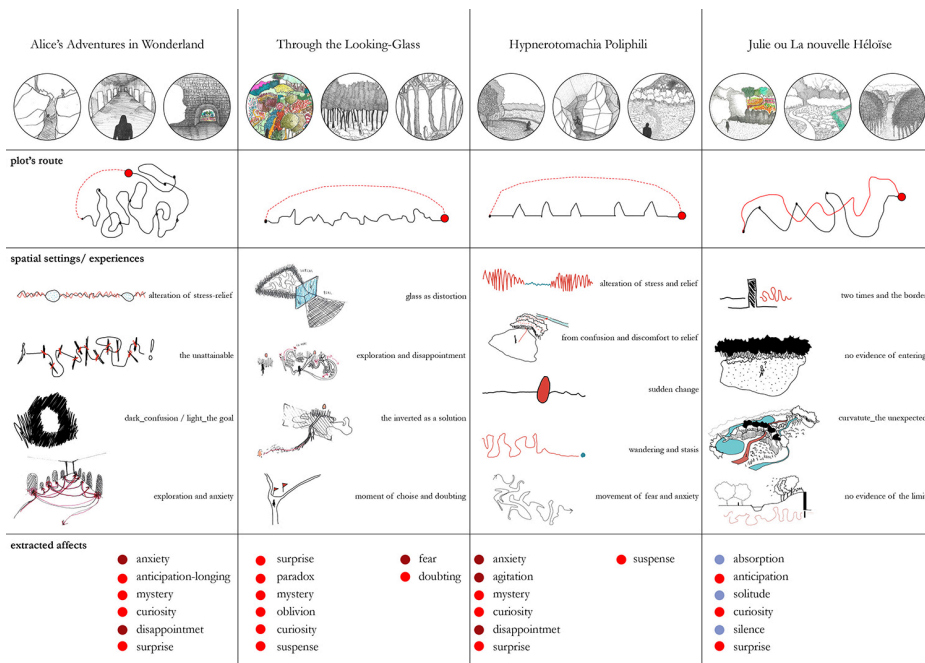 Alice's Adventures in Wonderland
Through the Looking-Glass
Hypnerotomachia Poliphili
Julie ou La nouvelle Héloïse
plot's route
spatial settings/ experiences
alteration of stress-relief
the unattainable
dark_confusion / light_the goal
exploration and anxiety
glass as distortion
exploration and disappointment
the inverted as a solution
moment of choise and doubting
alteration of stress and relief
from confusion and discomfort to relief
sudden change
wandering and stasis
movement of fear and anxiety
two times and the borde
no evidence of entering
curvatute_the unexpected
no evidence of the limi
extracted affects
anxiety
anticipation-longing
mystery
curiosity
disappointmet
surprise
surprise
paradox
mystery
oblivion
curiosity
suspense
fear
doubting
anxiety
agitation
mystery
curiosity
disappointmet
surprise
suspense
absorption
anticipation
solitude
curiosity
silence
surprise